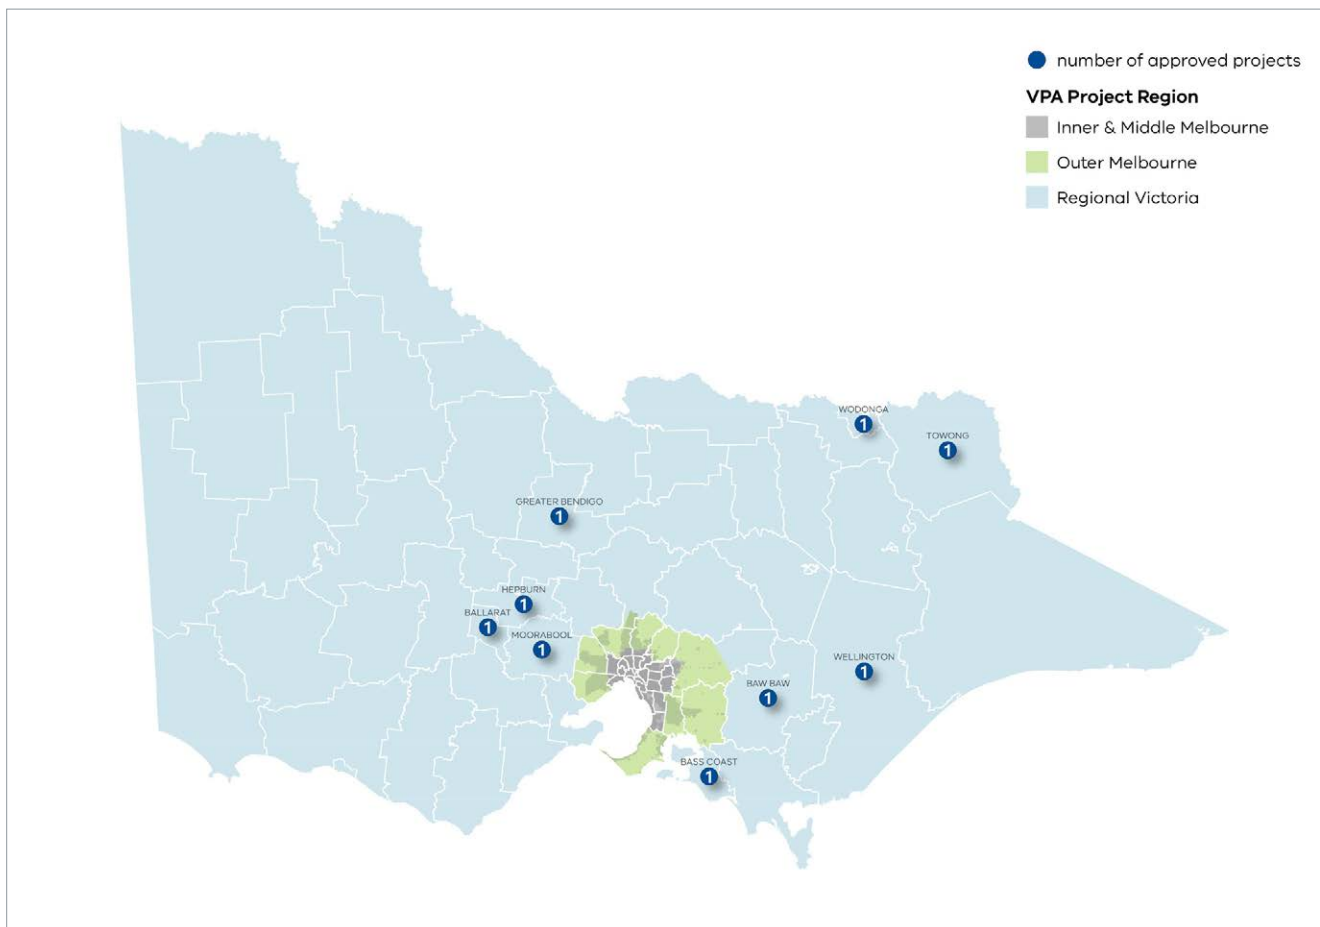 number of approved projects
VPA Project Region
Inner & Middle Melbourne
Outer Melbourne
Regional Victoria
WODONGA
1
TOWONG
1
GREATER BENDIGO
1
HEPBURN
1
BALLARAT
1
MOORABOOL
1
WELLINGTON
1
BAW BAW
1
BASS COAST
1